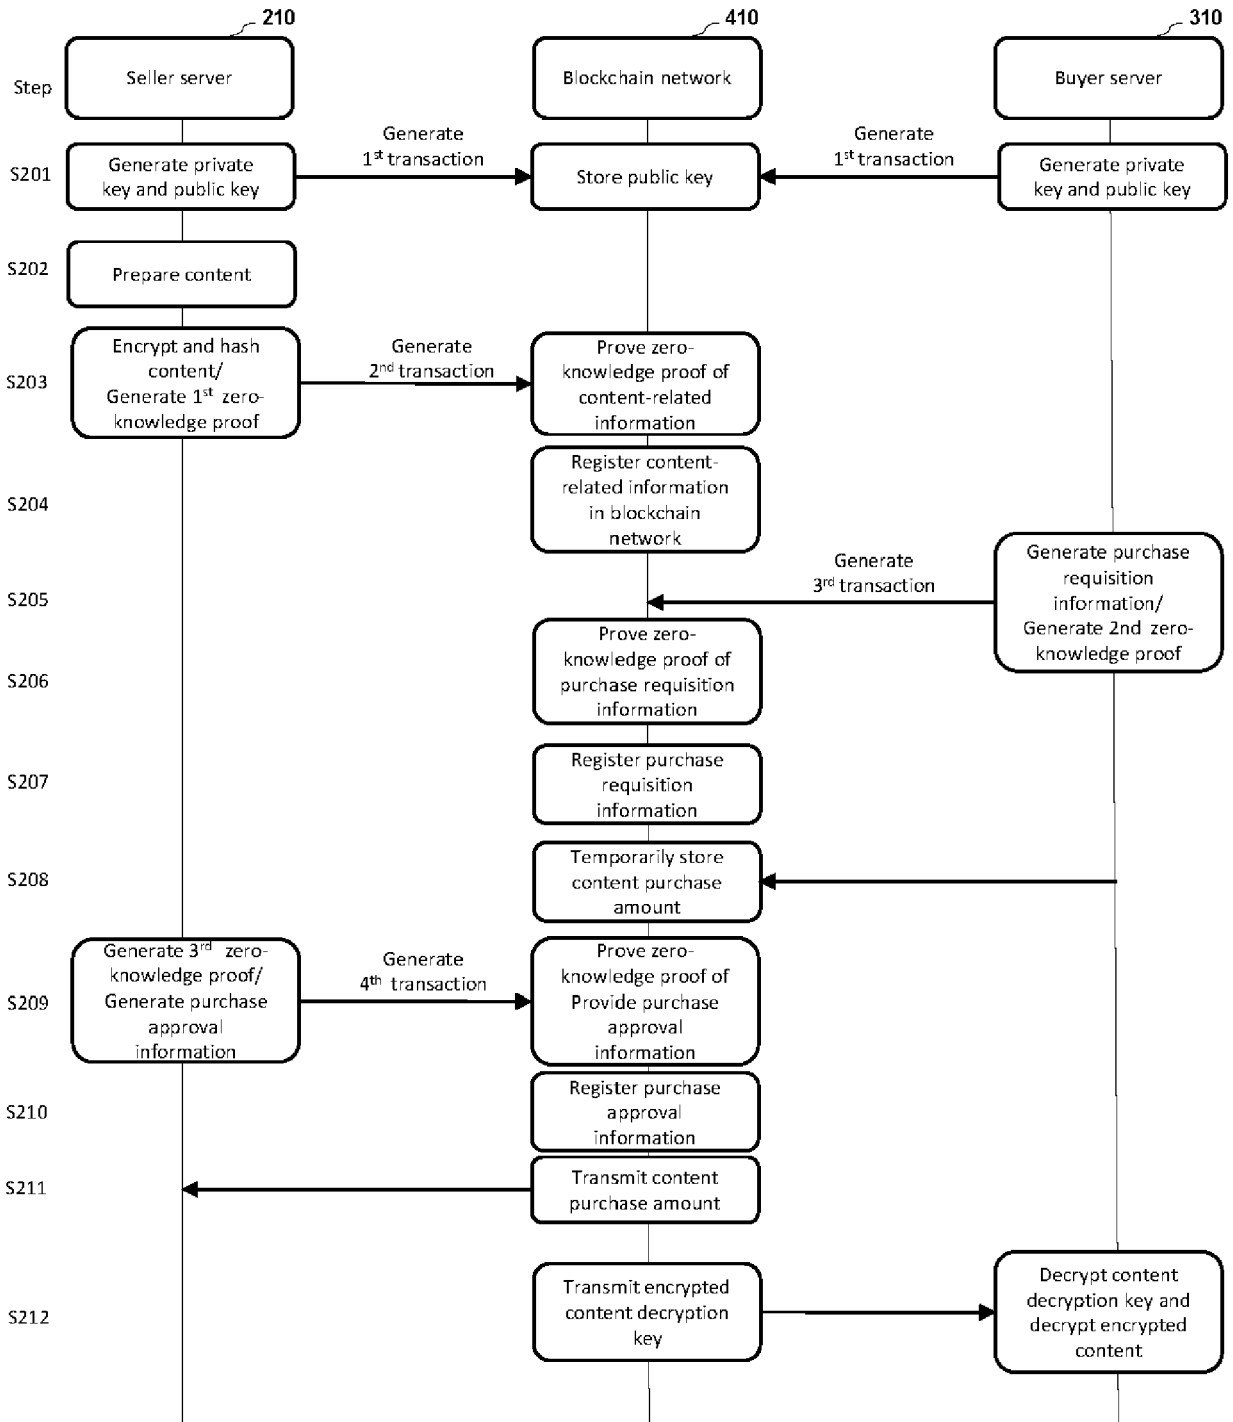 210
410
310
Step
Seller server
Blockchain network
Buyer server
S201
Generate private
key and public key
Generate
1st transaction
Store public key
Generate
1st transaction
Generate private
key and public key
S202
Prepare content
S203
Encrypt and hash
content/
Generate 1st zero-
knowledge proof
Generate
2nd transaction
Prove zero-
knowledge proof of
content-related
information
S204
Register content-
related information
in blockchain
network
S205
Generate
3rd transaction
Generate purchase
requisition
information/
Generate 2nd zero-
knowledge proof
S206
Prove zero-
knowledge proof of
purchase requisition
information
S207
Register purchase
requisition
information
S208
Temporarily store
content purchase
amount
S209
Generate 3rd zero-
knowledge proof/
Generate purchase
approval
information
Generate
4th transaction
Prove zero-
knowledge proof of
Provide purchase
approval
information
S210
Register purchase
approval
information
S211
Transmit content
purchase amount
S212
Transmit encrypted
content decryption
key
Decrypt content
decryption key and
decrypt encrypted
content